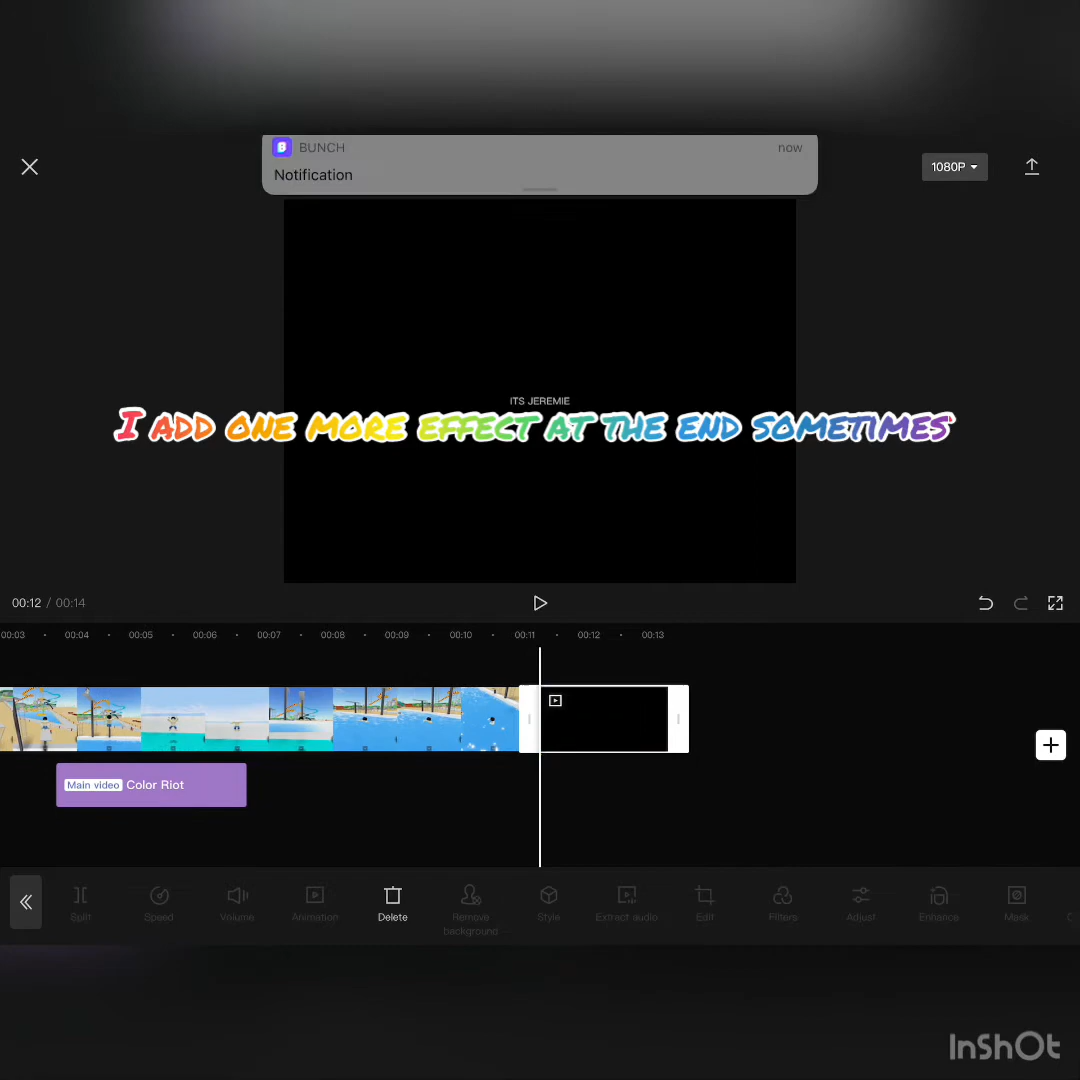 B BUNCH now
Notification
1080P
ITS JEREMIE
I ADD ONE MORE EFFECT AT THE END SOMETIMES
00:12 / 00:14
00:03 00:04 00:05 00:06 00:07 00:08 00:09 00:10 00:11 00:12 00:13
Main video Color Riot
Split Speed Volume Animation Delete Remove background Style Extract audio Edit Filters Adjust Enhance Mask
InShOt